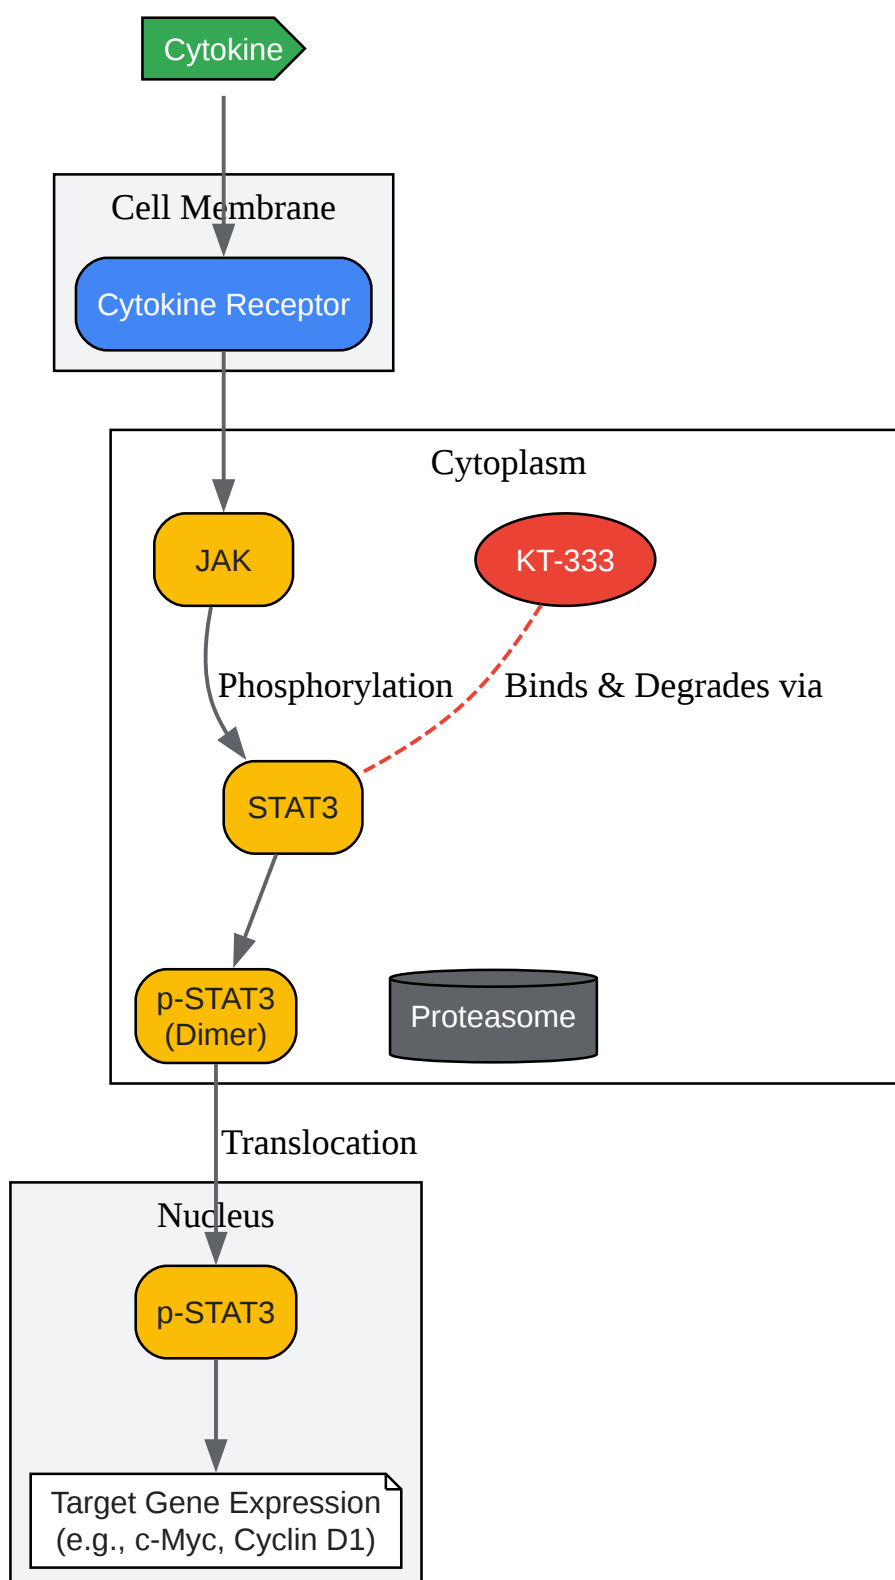 Cytokine
Cell Membrane
Cytokine Receptor
Cytoplasm
JAK
KT-333
Phosphorylation
Binds & Degrades via
STAT3
p-STAT3
(Dimer)
Proteasome
Translocation
Nucleus
p-STAT3
Target Gene Expression
(e.g., c-Myc, Cyclin D1)